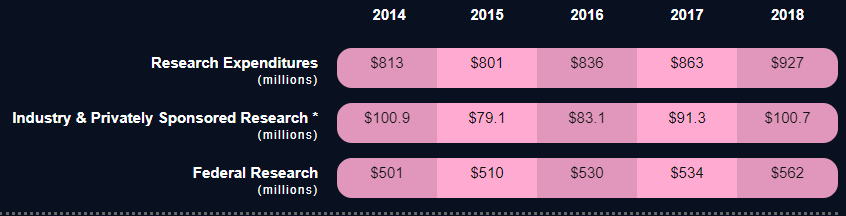 2014 2015 2016 2017 2018
Research Expenditures $813 $801 $836 $863 $927
(millions)
Industry & Privately Sponsored Research * $100.9 $79.1 $83.1 $91.3 $100.7
(millions)
Federal Research $501 $510 $530 $534 $562
(millions)